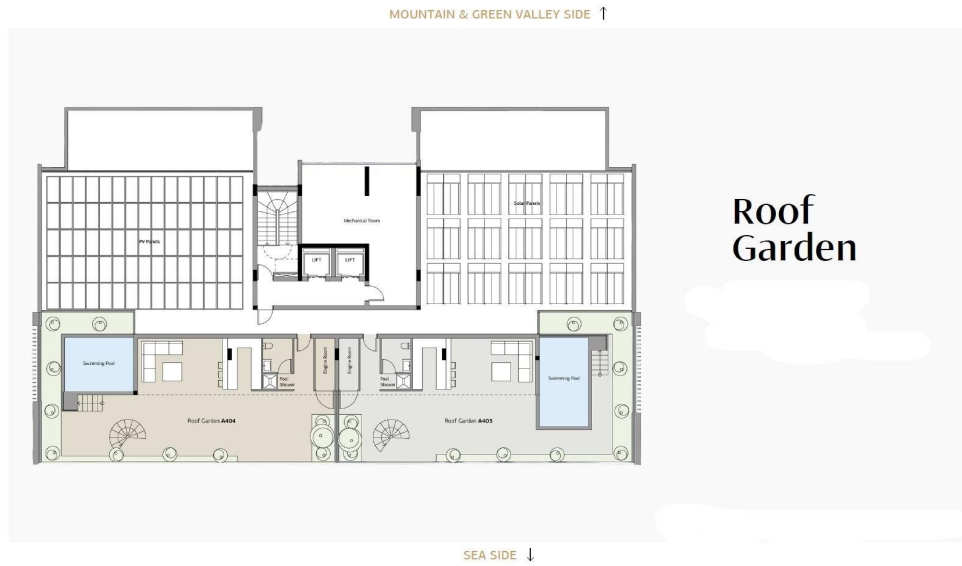 MOUNTAIN & GREEN VALLEY SIDE ↑
Roof
Garden
Solar Panels
Mechanical Room
PV Panels
LIFT
LIFT
Swimming Pool
Engine Room
Engine Room
Pool
Shower
Pool
Shower
Swimming Pool
Roof Garden A404
Roof Garden A403
SEA SIDE ↓